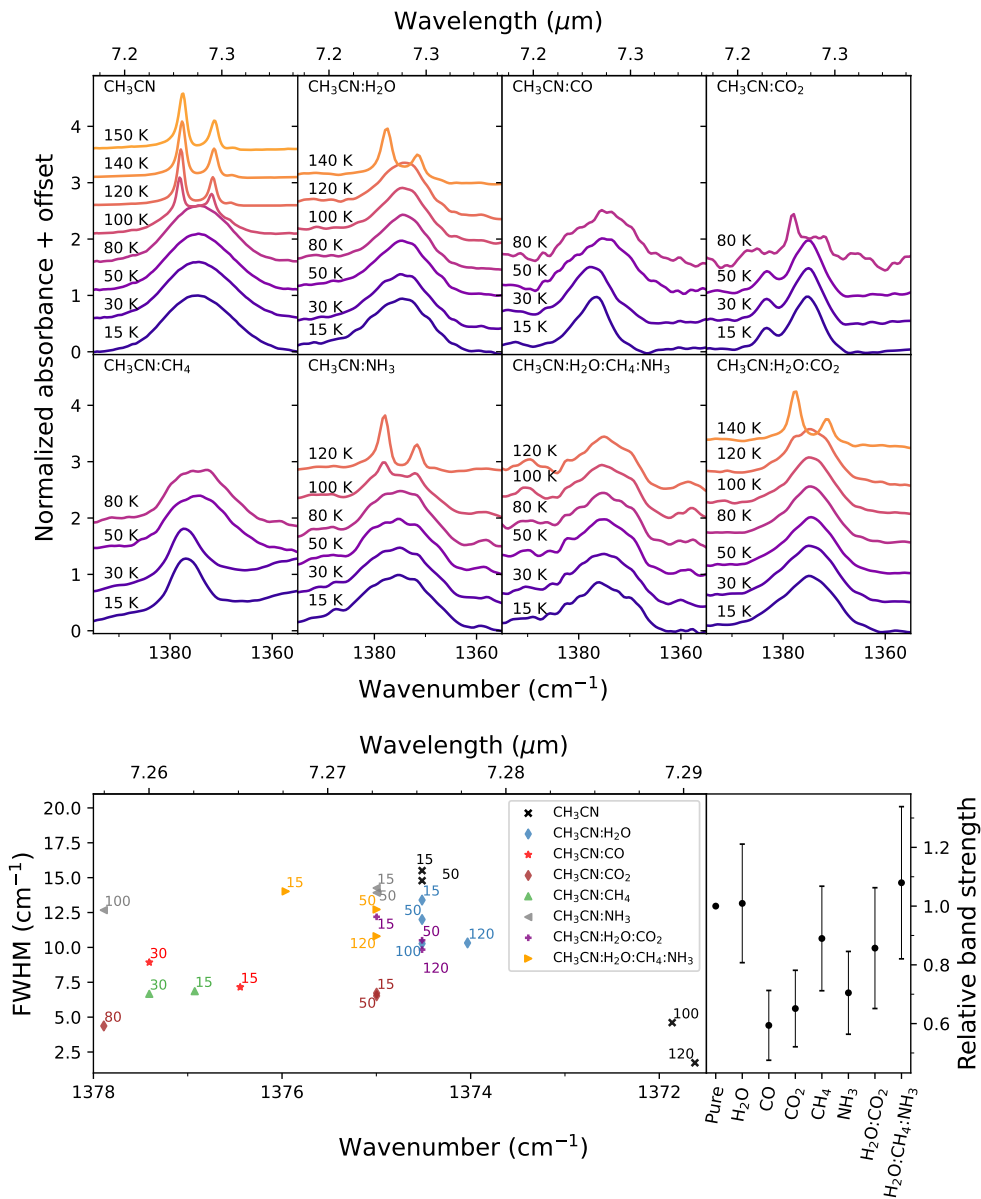 Wavelength (μm)
7.2 7.3 7.2 7.3 7.2 7.3 7.2 7.3
Normalized absorbance + offset
CH₃CN
150 K
140 K
120 K
100 K
80 K
50 K
30 K
15 K
CH₃CN:H₂O
140 K
120 K
100 K
80 K
50 K
30 K
15 K
CH₃CN:CO
80 K
50 K
30 K
15 K
CH₃CN:CO₂
80 K
50 K
30 K
15 K
4
3
2
1
0
CH₃CN:CH₄
80 K
50 K
30 K
15 K
CH₃CN:NH₃
120 K
100 K
80 K
50 K
30 K
15 K
CH₃CN:H₂O:CH₄:NH₃
120 K
100 K
80 K
50 K
30 K
15 K
CH₃CN:H₂O:CO₂
140 K
120 K
100 K
80 K
50 K
30 K
15 K
4
3
2
1
0
1380 1360 1380 1360 1380 1360 1380 1360
Wavenumber (cm⁻¹)
Wavelength (μm)
7.26 7.27 7.28 7.29
FWHM (cm⁻¹)
20.0
17.5
15.0
12.5
10.0
7.5
5.0
2.5
CH₃CN
CH₃CN:H₂O
CH₃CN:CO
CH₃CN:CO₂
CH₃CN:CH₄
CH₃CN:NH₃
CH₃CN:H₂O:CO₂
CH₃CN:H₂O:CH₄:NH₃
15
50
100
120
15
50
100
120
30
15
15
50
80
30
15
100
15
50
15
50
120
15
50
120
1378 1376 1374 1372
Wavenumber (cm⁻¹)
1.2
1.0
0.8
0.6
Relative band strength
Pure
H₂O
CO
CO₂
CH₄
NH₃
H₂O:CO₂
H₂O:CH₄:NH₃